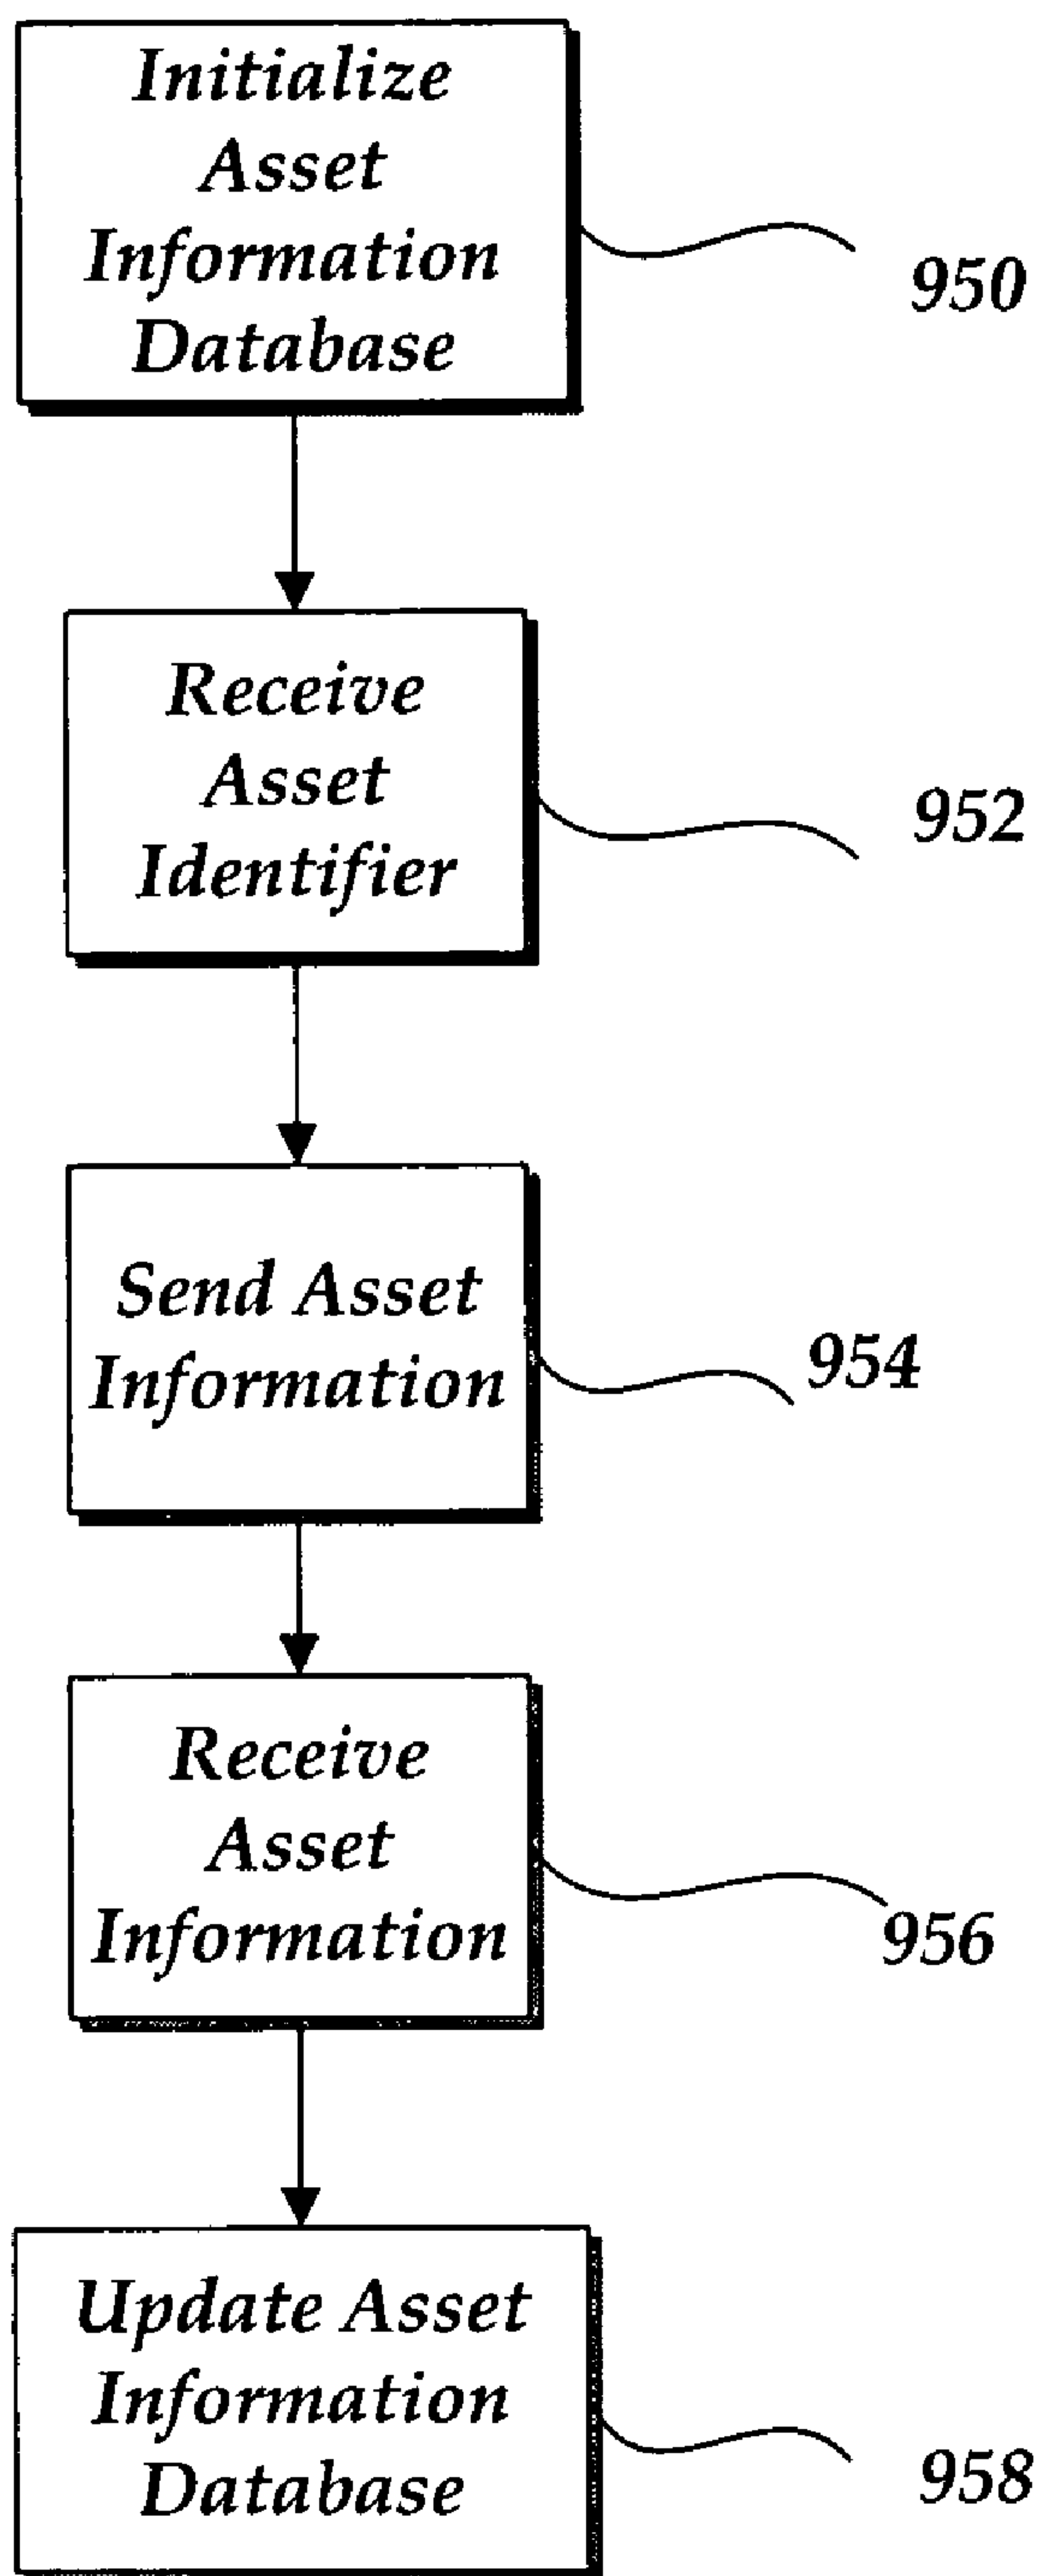 Initialize
Asset
Information
Database
950
Receive
Asset
Identifier
952
Send Asset
Information
954
Receive
Asset
Information
956
Update Asset
Information
Database
958